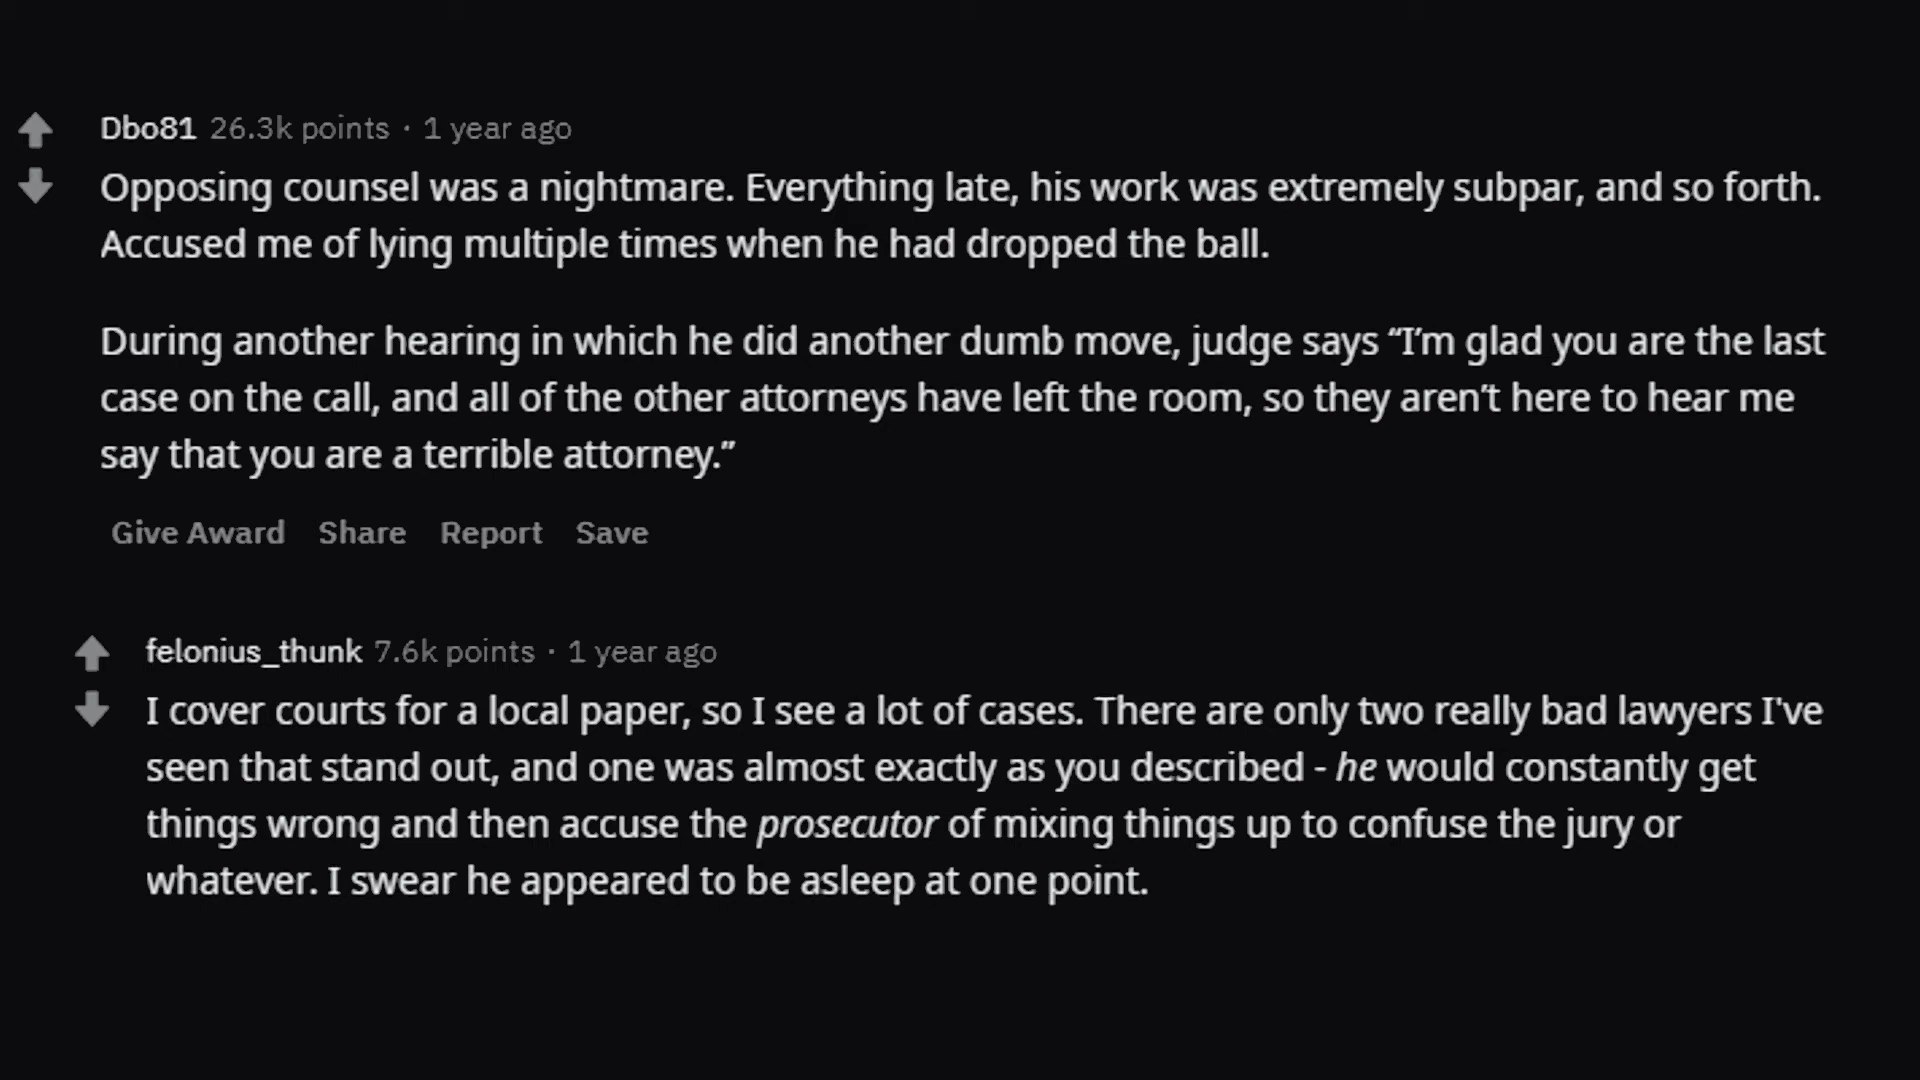 Dbo81 26.3k points · 1 year ago
Opposing counsel was a nightmare. Everything late, his work was extremely subpar, and so forth.
Accused me of lying multiple times when he had dropped the ball.
During another hearing in which he did another dumb move, judge says “I’m glad you are the last
case on the call, and all of the other attorneys have left the room, so they aren’t here to hear me
say that you are a terrible attorney.”
Give Award Share Report Save
felonius_thunk 7.6k points · 1 year ago
I cover courts for a local paper, so I see a lot of cases. There are only two really bad lawyers I've
seen that stand out, and one was almost exactly as you described - he would constantly get
things wrong and then accuse the prosecutor of mixing things up to confuse the jury or
whatever. I swear he appeared to be asleep at one point.